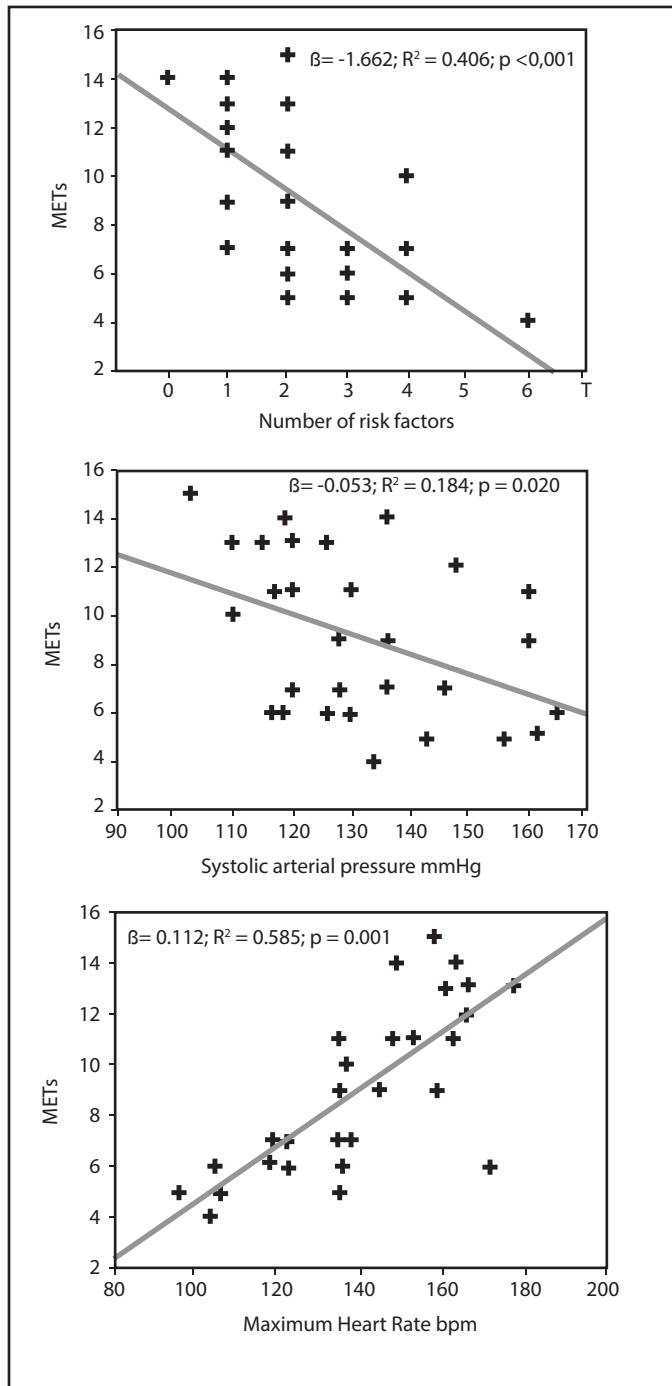 16
14
12
10
8
6
4
2
METs
ß= -1.662; R² = 0.406; p <0,001
0 1 2 3 4 5 6 T
Number of risk factors
16
14
12
10
8
6
4
2
METs
ß= -0.053; R² = 0.184; p = 0.020
90 100 110 120 130 140 150 160 170
Systolic arterial pressure mmHg
16
14
12
10
8
6
4
2
METs
ß= 0.112; R² = 0.585; p = 0.001
80 100 120 140 160 180 200
Maximum Heart Rate bpm